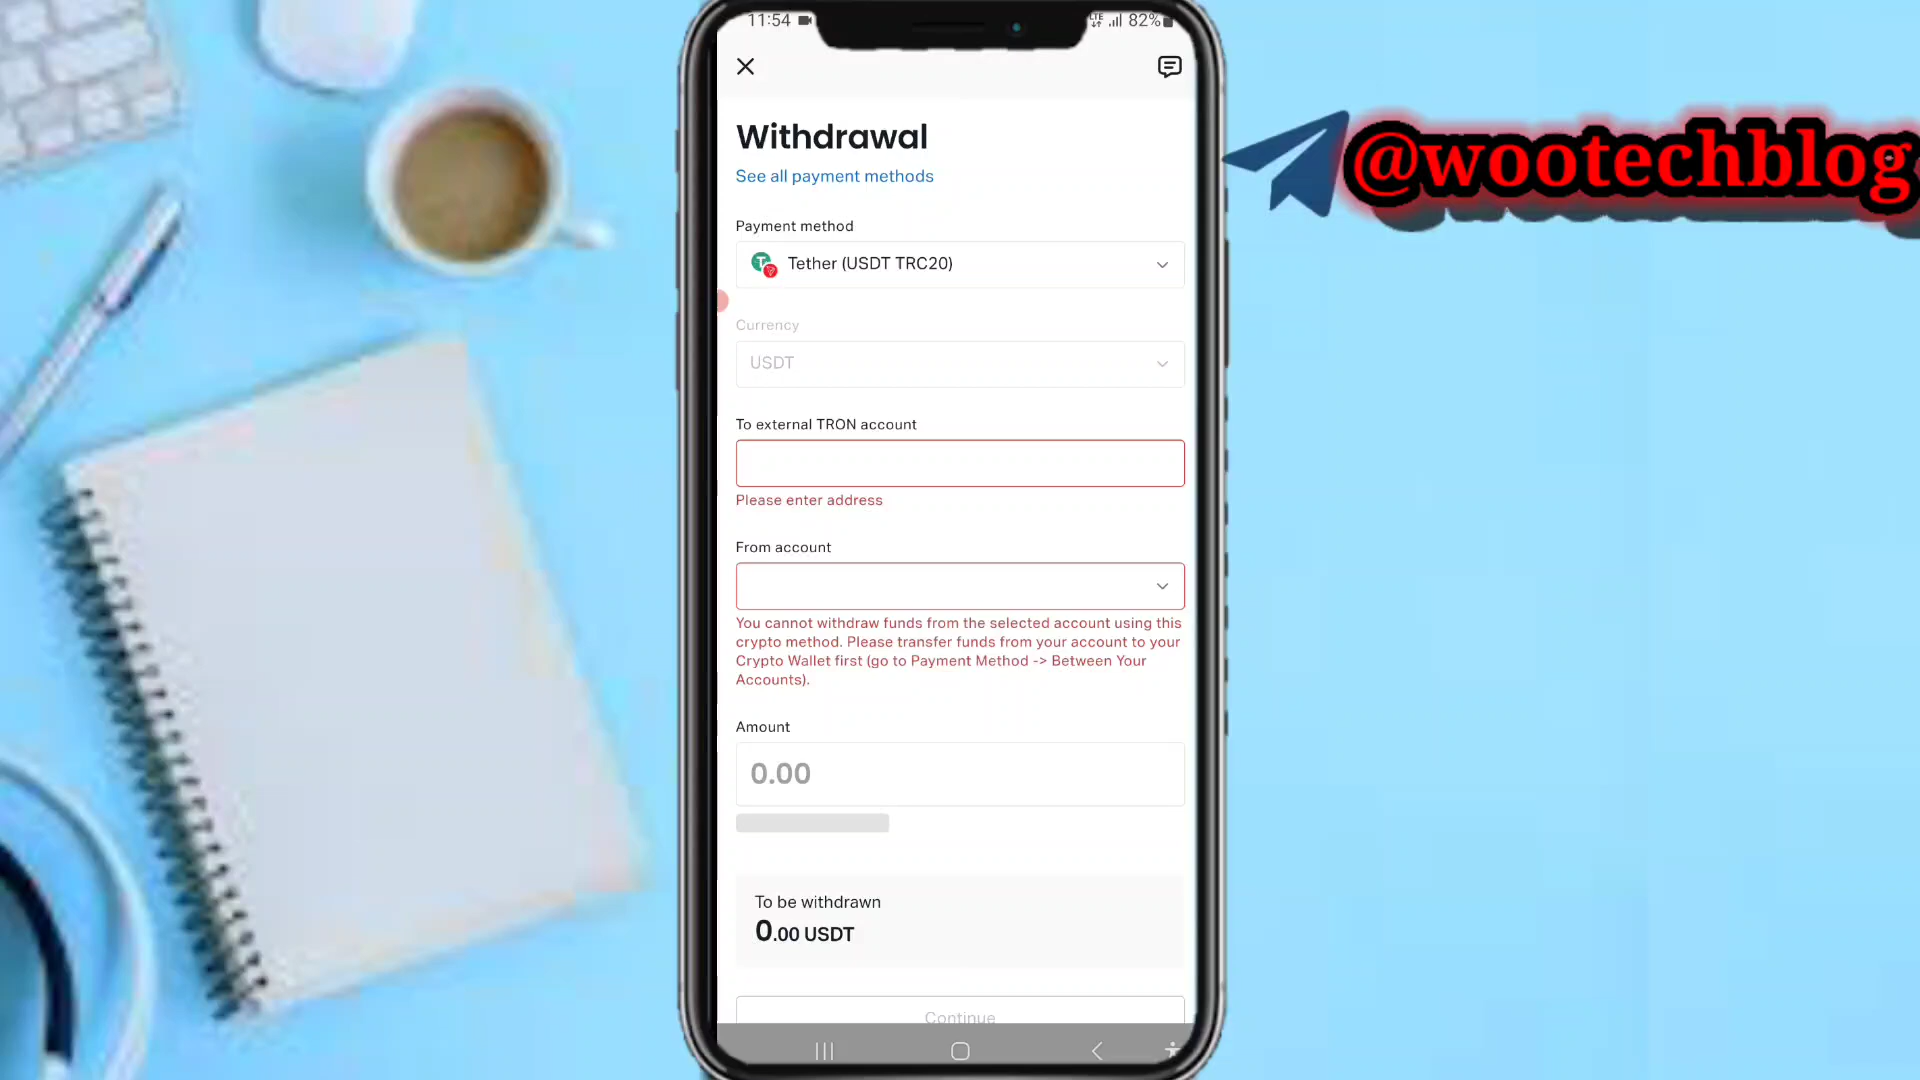 11:54
LTE
82%
@wootechblog
Withdrawal
See all payment methods
Payment method
Tether (USDT TRC20)
Currency
USDT
To external TRON account
Please enter address
From account
You cannot withdraw funds from the selected account using this
crypto method. Please transfer funds from your account to your
Crypto Wallet first (go to Payment Method -> Between Your
Accounts).
Amount
0.00
To be withdrawn
0.00 USDT
Continue